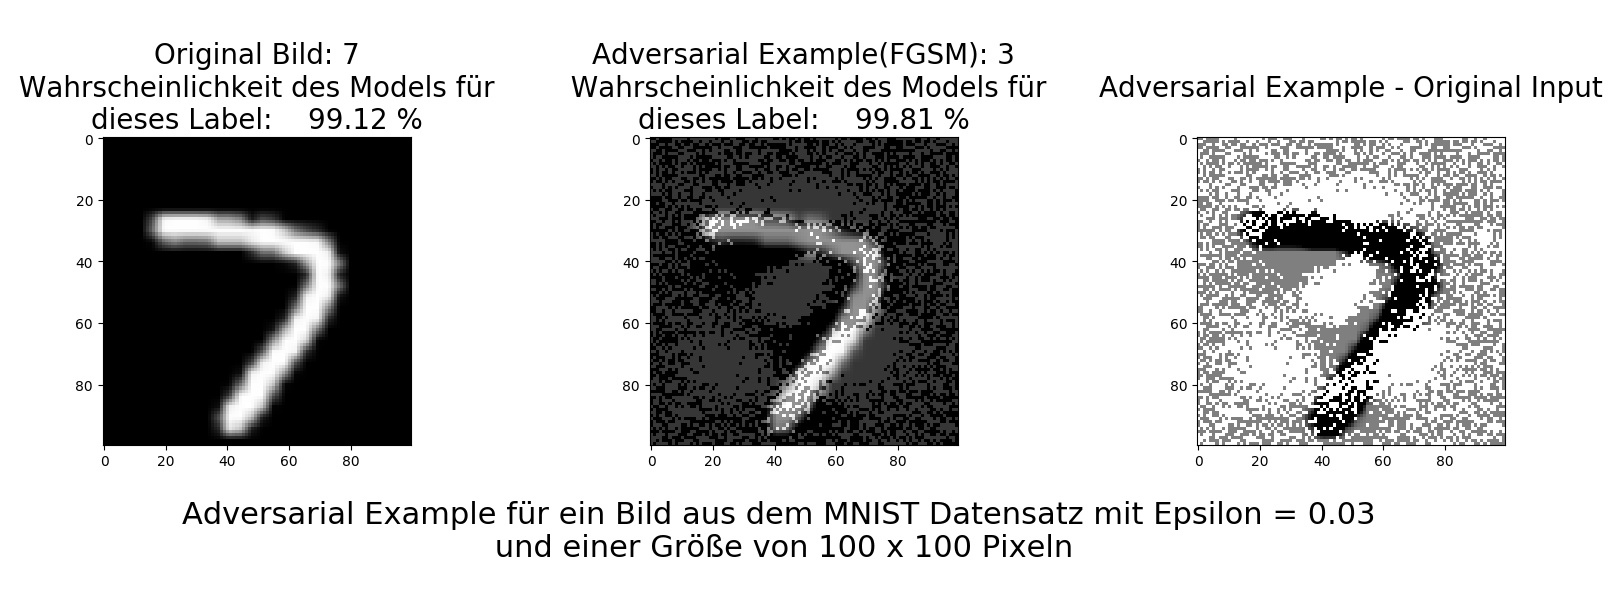 Original Bild: 7
Wahrscheinlichkeit des Models für
dieses Label:    99.12 %
0
20
40
60
80
0 20 40 60 80
Adversarial Example(FGSM): 3
Wahrscheinlichkeit des Models für
dieses Label:    99.81 %
0
20
40
60
80
0 20 40 60 80
Adversarial Example - Original Input
0
20
40
60
80
0 20 40 60 80
Adversarial Example für ein Bild aus dem MNIST Datensatz mit Epsilon = 0.03
und einer Größe von 100 x 100 Pixeln